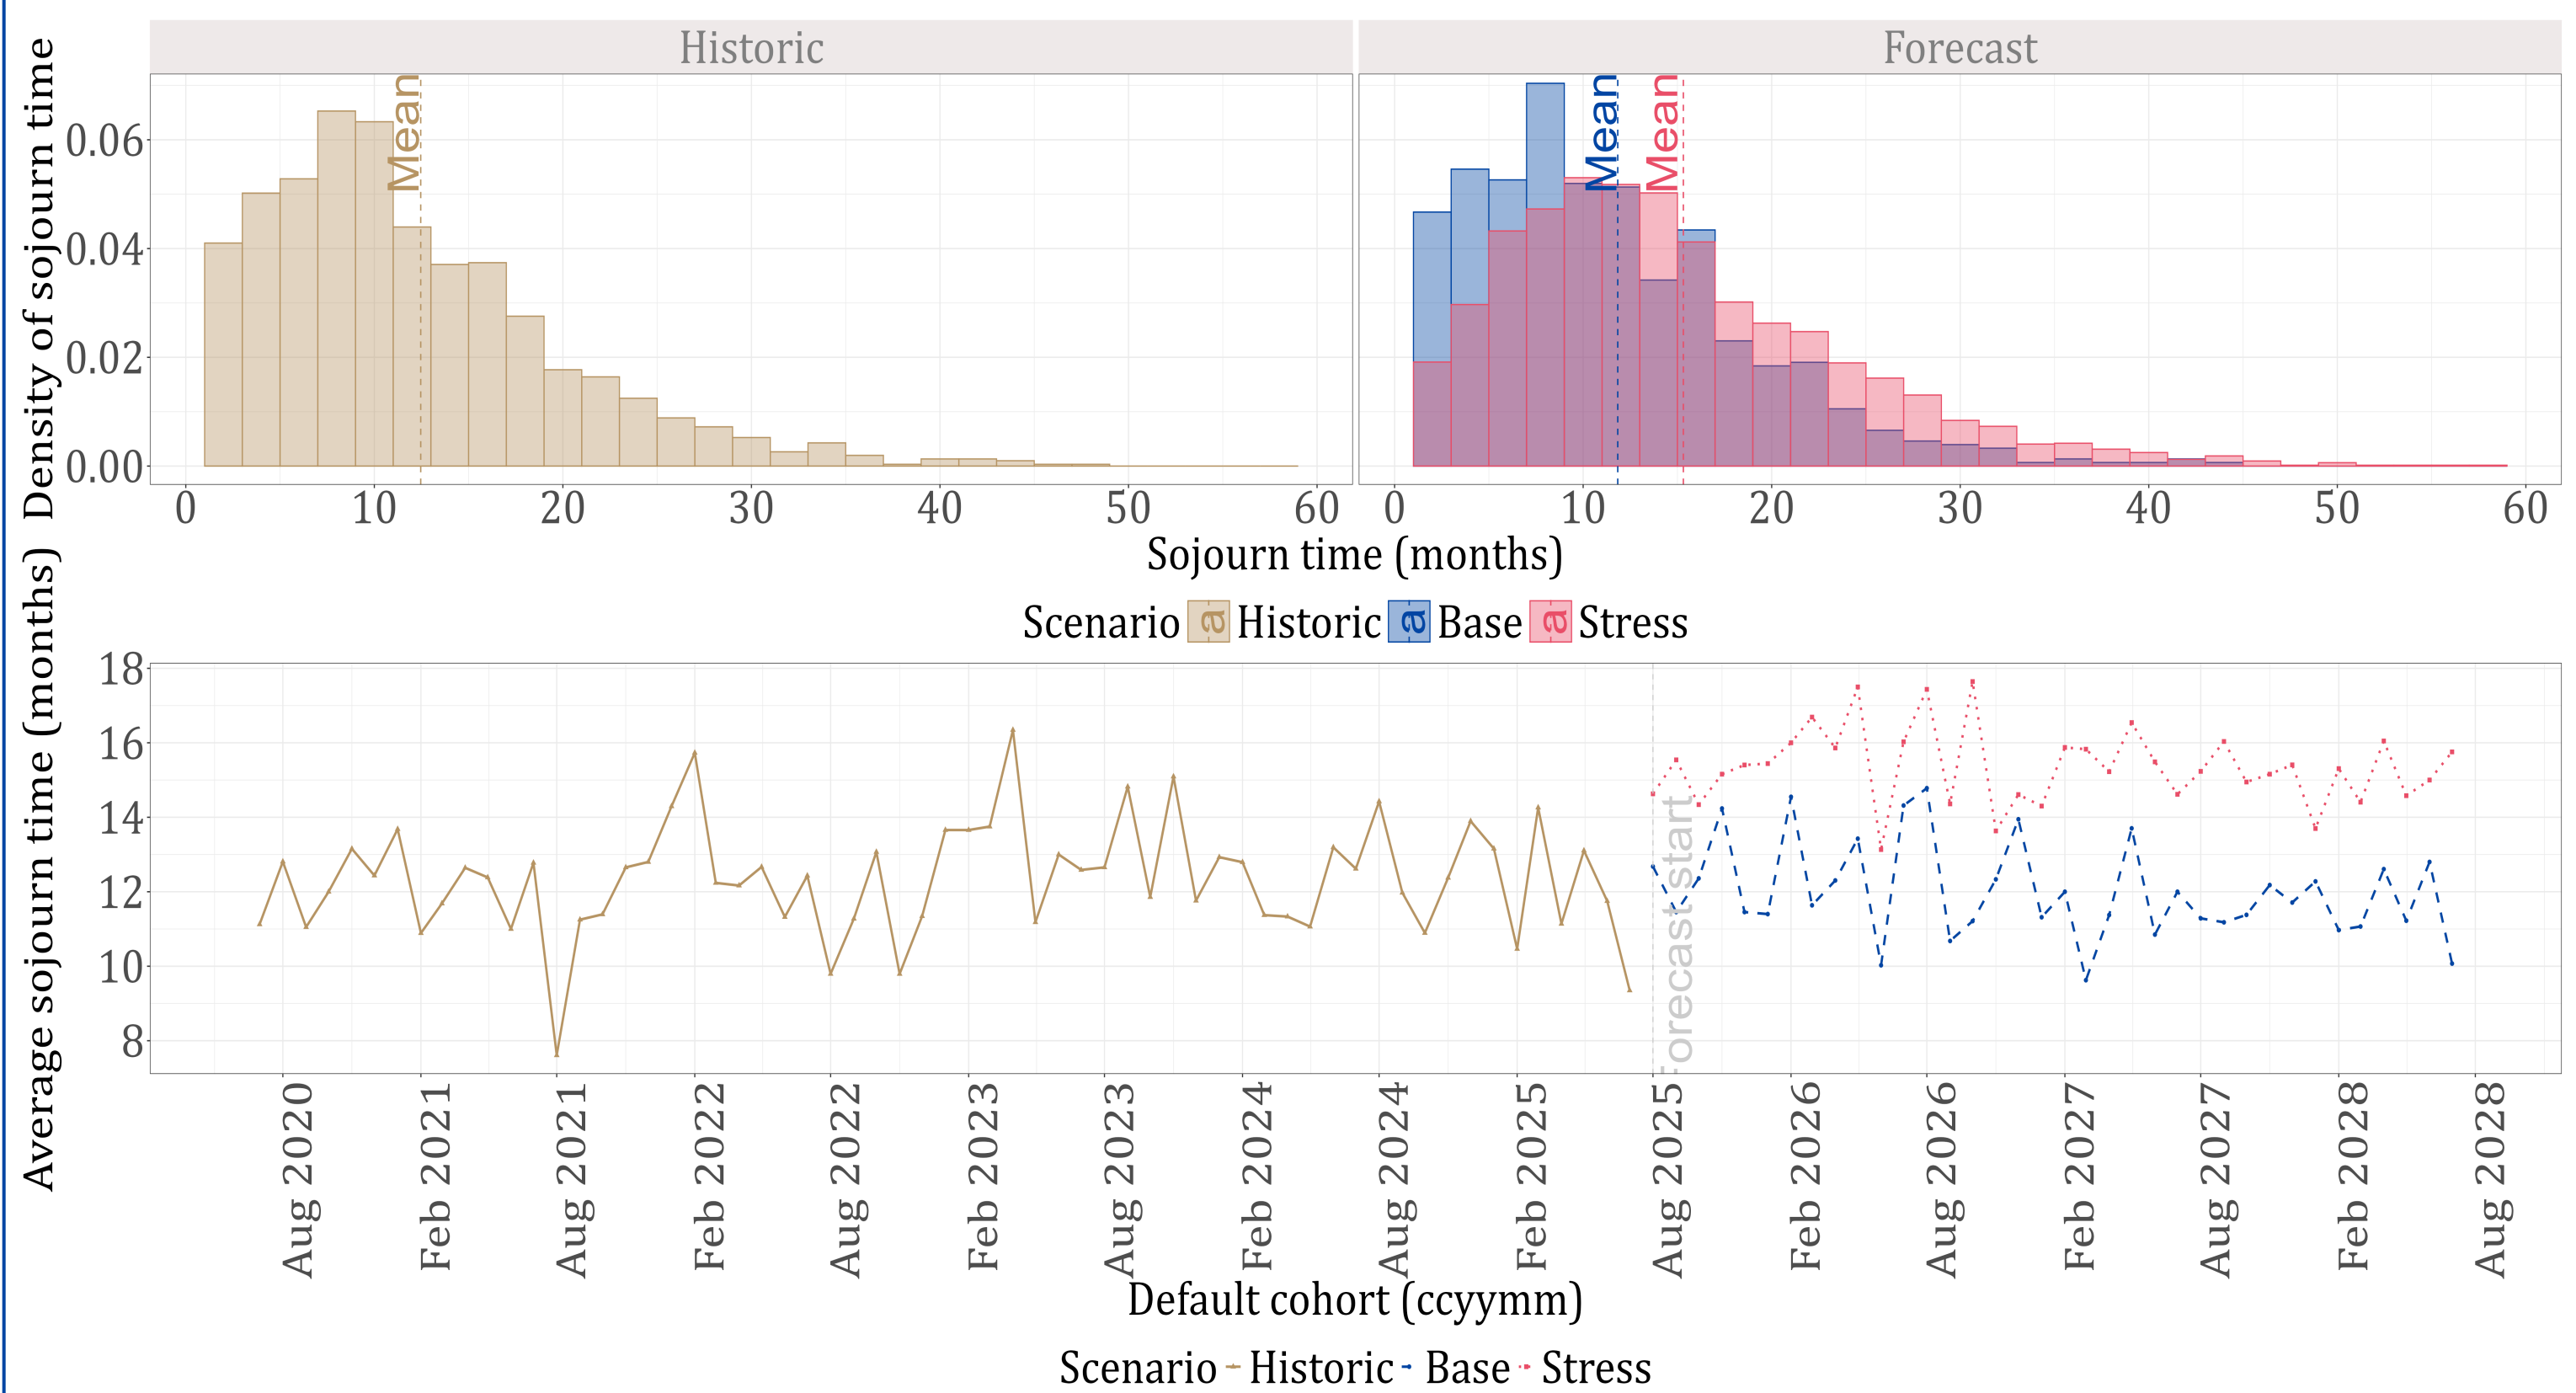 Historic
Forecast
Density of sojourn time
0.06
0.04
0.02
0.00
Mean
Mean
Mean
0 10 20 30 40 50 60
0 10 20 30 40 50 60
Sojourn time (months)
Scenario a Historic a Base a Stress
Average sojourn time (months)
18
16
14
12
10
8
Forecast start
Aug 2020
Feb 2021
Aug 2021
Feb 2022
Aug 2022
Feb 2023
Aug 2023
Feb 2024
Aug 2024
Feb 2025
Aug 2025
Feb 2026
Aug 2026
Feb 2027
Aug 2027
Feb 2028
Aug 2028
Default cohort (ccyymm)
Scenario Historic Base Stress